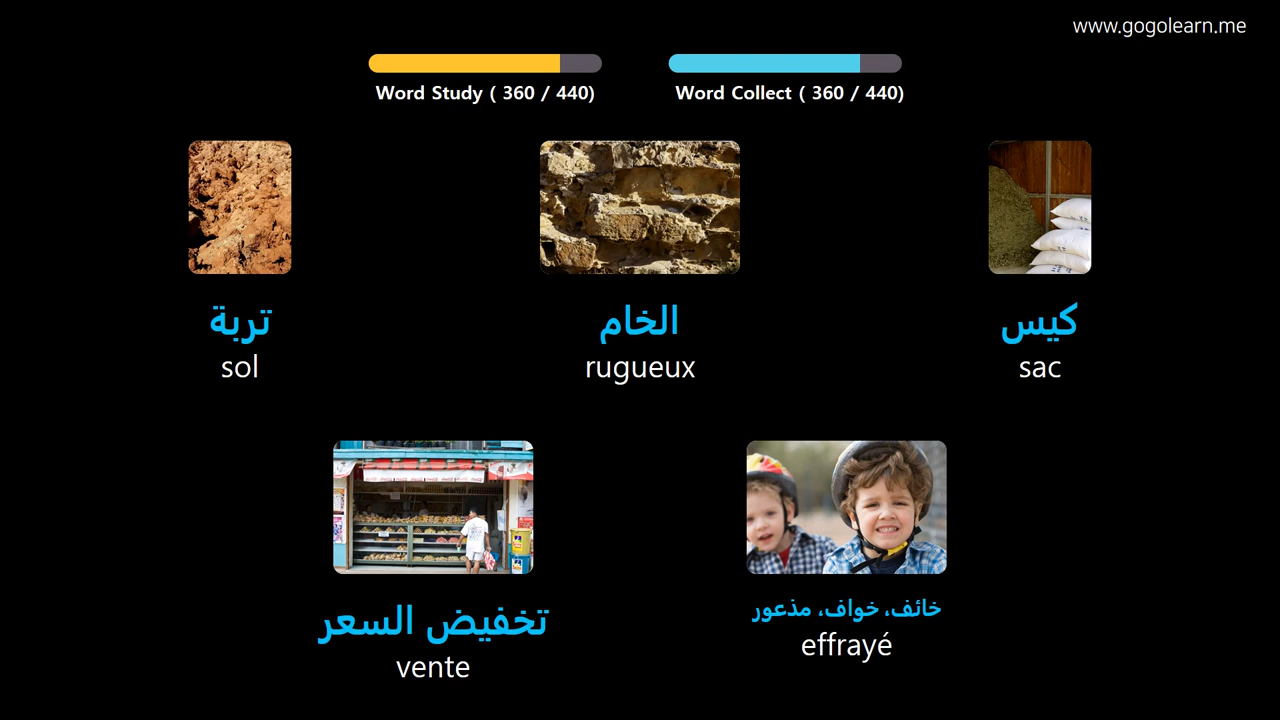 www.gogolearn.me
Word Study ( 360 / 440)
Word Collect ( 360 / 440)
تربة
sol
الخام
rugueux
كيس
sac
تخفيض السعر
vente
خائف، خواف، مذعور
effrayé